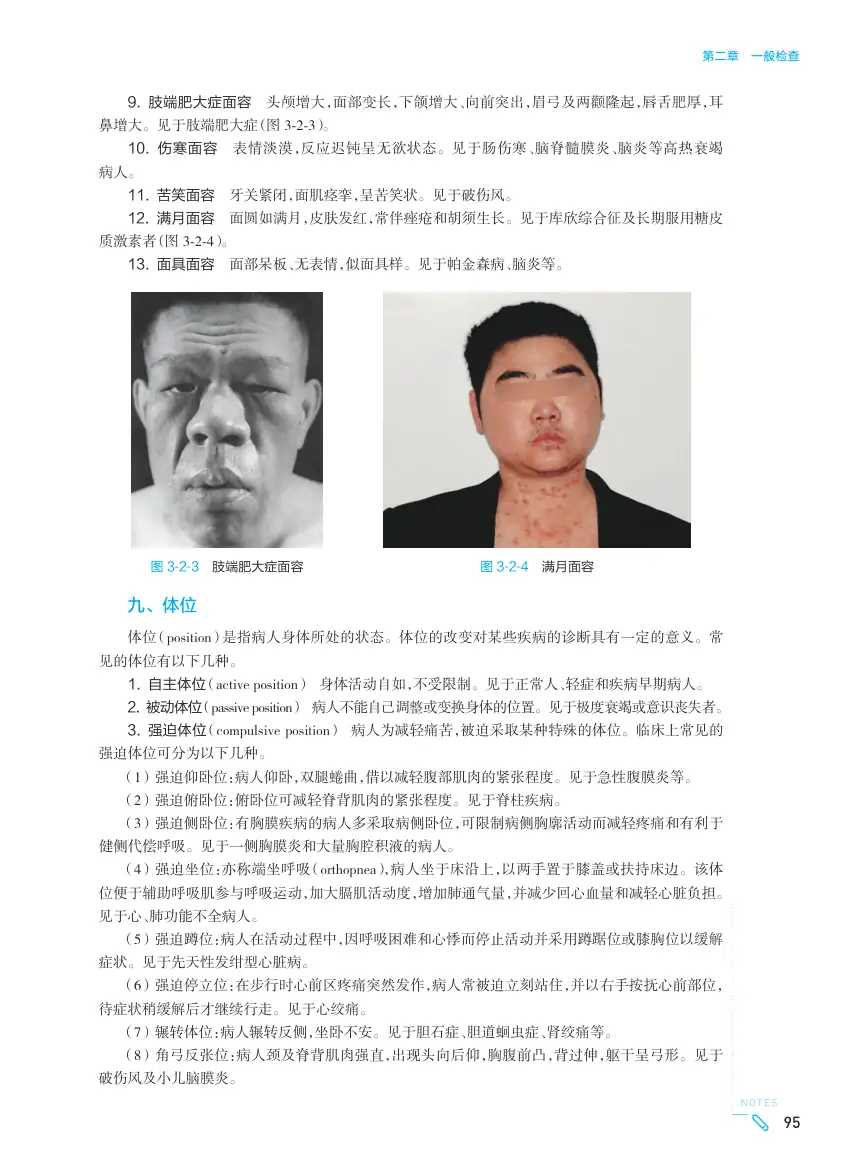 第二章 一般检查
9. 肢端肥大症面容 头颅增大,面部变长,下颌增大、向前突出,眉弓及两颧隆起,唇舌肥厚,耳
鼻增大。见于肢端肥大症(图 3-2-3)。
10. 伤寒面容 表情淡漠,反应迟钝呈无欲状态。见于肠伤寒、脑脊髓膜炎、脑炎等高热衰竭
病人。
11. 苦笑面容 牙关紧闭,面肌痉挛,呈苦笑状。见于破伤风。
12. 满月面容 面圆如满月,皮肤发红,常伴痤疮和胡须生长。见于库欣综合征及长期服用糖皮
质激素者(图 3-2-4)。
13. 面具面容 面部呆板、无表情,似面具样。见于帕金森病、脑炎等。
图 3-2-3 肢端肥大症面容
图 3-2-4 满月面容
九、体位
体位(position)是指病人身体所处的状态。体位的改变对某些疾病的诊断具有一定的意义。常
见的体位有以下几种。
1. 自主体位(active position) 身体活动自如,不受限制。见于正常人、轻症和疾病早期病人。
2. 被动体位(passive position) 病人不能自己调整或变换身体的位置。见于极度衰竭或意识丧失者。
3. 强迫体位(compulsive position) 病人为减轻痛苦,被迫采取某种特殊的体位。临床上常见的
强迫体位可分为以下几种。
(1)强迫仰卧位:病人仰卧,双腿蜷曲,借以减轻腹部肌肉的紧张程度。见于急性腹膜炎等。
(2)强迫俯卧位:俯卧位可减轻脊背肌肉的紧张程度。见于脊柱疾病。
(3)强迫侧卧位:有胸膜疾病的病人多采取病侧卧位,可限制病侧胸廓活动而减轻疼痛和有利于
健侧代偿呼吸。见于一侧胸膜炎和大量胸腔积液的病人。
(4)强迫坐位:亦称端坐呼吸(orthopnea),病人坐于床沿上,以两手置于膝盖或扶持床边。该体
位便于辅助呼吸肌参与呼吸运动,加大膈肌活动度,增加肺通气量,并减少回心血量和减轻心脏负担。
见于心、肺功能不全病人。
(5)强迫蹲位:病人在活动过程中,因呼吸困难和心悸而停止活动并采用蹲踞位或膝胸位以缓解
症状。见于先天性发绀型心脏病。
(6)强迫停立位:在步行时心前区疼痛突然发作,病人常被迫立刻站住,并以右手按抚心前部位,
待症状稍缓解后才继续行走。见于心绞痛。
(7)辗转体位:病人辗转反侧,坐卧不安。见于胆石症、胆道蛔虫症、肾绞痛等。
(8)角弓反张位:病人颈及脊背肌肉强直,出现头向后仰,胸腹前凸,背过伸,躯干呈弓形。见于
破伤风及小儿脑膜炎。
NOTES
95